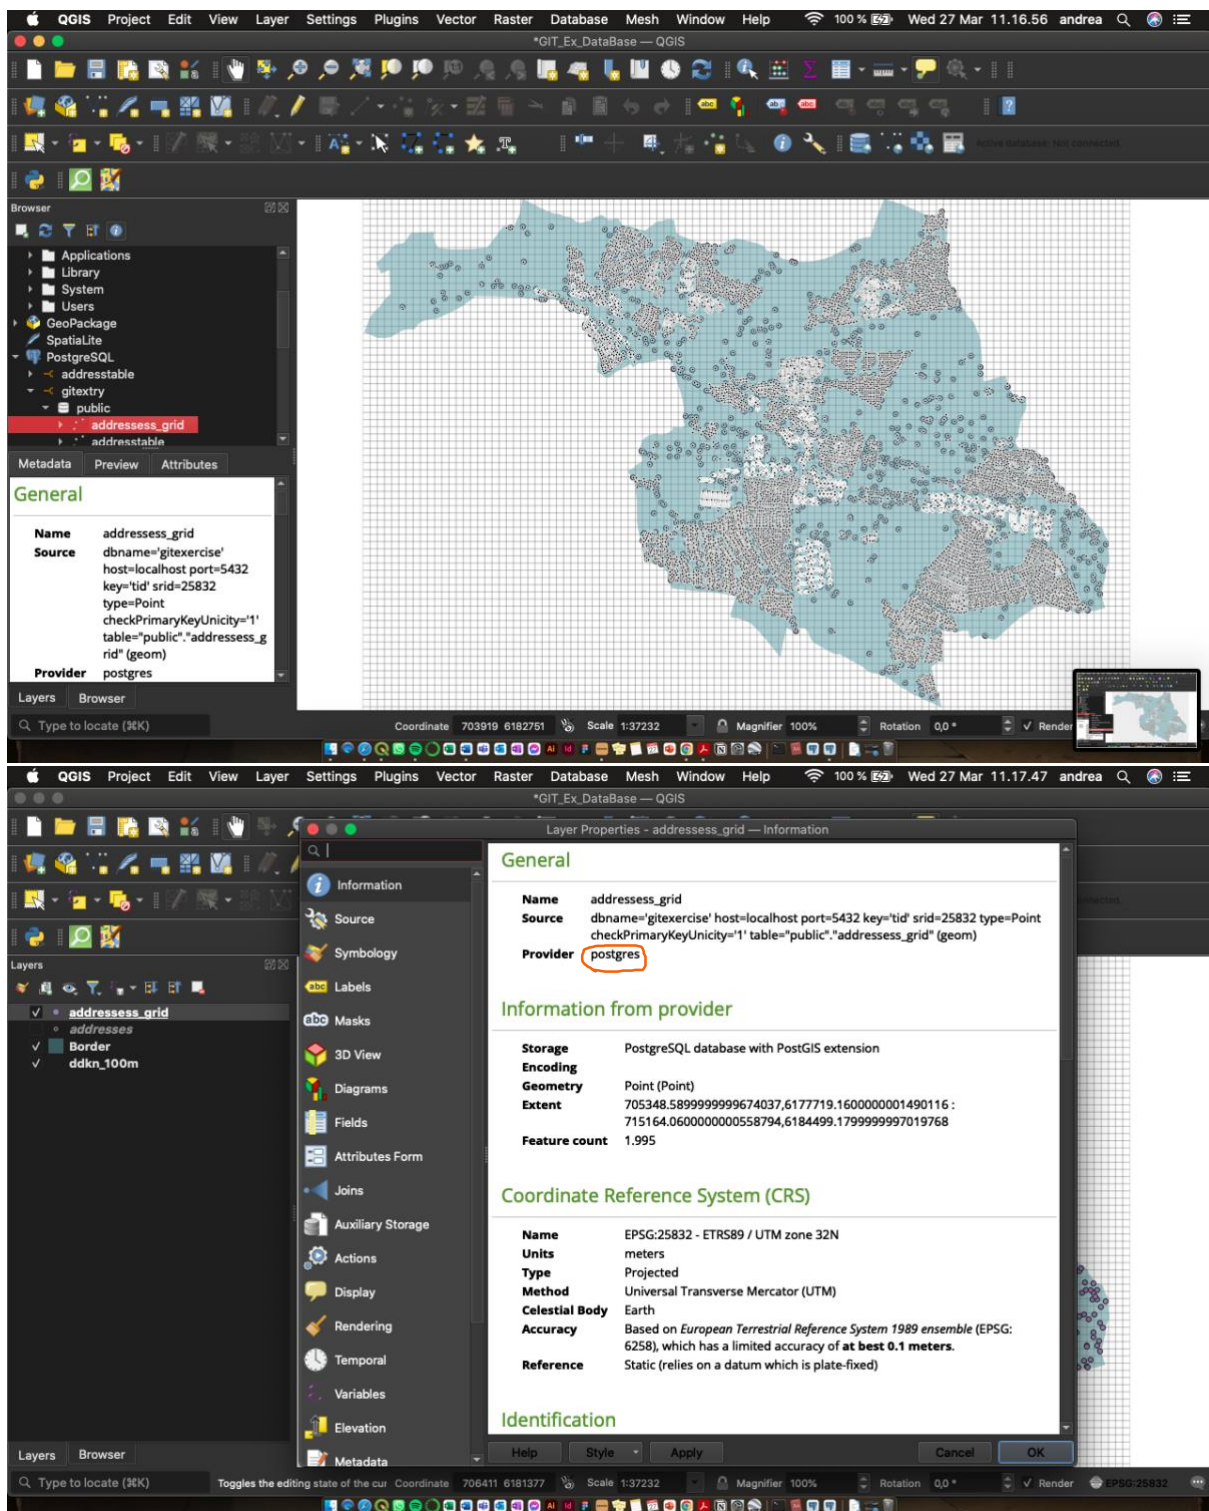 QGIS Project Edit View Layer Settings Plugins Vector Raster Database Mesh Window Help 100 % Wed 27 Mar 11.16.56 andrea
*GIT_Ex_DataBase — QGIS
Active database: Not connected.
Browser
Applications
Library
System
Users
GeoPackage
SpatiaLite
PostgreSQL
addresstable
gitextry
public
addressess_grid
addresstable
Metadata Preview Attributes
General
Name addressess_grid
Source dbname='gitexercise'
host=localhost port=5432
key='tid' srid=25832
type=Point
checkPrimaryKeyUnicity='1'
table="public"."addressess_g
rid" (geom)
Provider postgres
Layers Browser
Type to locate (⌘K) Coordinate 703919 6182751 Scale 1:37232 Magnifier 100% Rotation 0,0 ° Render
QGIS Project Edit View Layer Settings Plugins Vector Raster Database Mesh Window Help 100 % Wed 27 Mar 11.17.47 andrea
*GIT_Ex_DataBase — QGIS
Layer Properties - addressess_grid — Information
Layers
addressess_grid
addresses
Border
ddkn_100m
Information
Source
Symbology
Labels
Masks
3D View
Diagrams
Fields
Attributes Form
Joins
Auxiliary Storage
Actions
Display
Rendering
Temporal
Variables
Elevation
Metadata
General
Name addressess_grid
Source dbname='gitexercise' host=localhost port=5432 key='tid' srid=25832 type=Point
checkPrimaryKeyUnicity='1' table="public"."addressess_grid" (geom)
Provider postgres
Information from provider
Storage PostgreSQL database with PostGIS extension
Encoding
Geometry Point (Point)
Extent 705348.5899999999674037,6177719.1600000001490116 :
715164.0600000000558794,6184499.1799999997019768
Feature count 1.995
Coordinate Reference System (CRS)
Name EPSG:25832 - ETRS89 / UTM zone 32N
Units meters
Type Projected
Method Universal Transverse Mercator (UTM)
Celestial Body Earth
Accuracy Based on European Terrestrial Reference System 1989 ensemble (EPSG:
6258), which has a limited accuracy of at best 0.1 meters.
Reference Static (relies on a datum which is plate-fixed)
Identification
Help Style Apply Cancel OK
Layers Browser
Type to locate (⌘K) Toggles the editing state of the cur Coordinate 706411 6181377 Scale 1:37232 Magnifier 100% Rotation 0,0 ° Render EPSG:25832